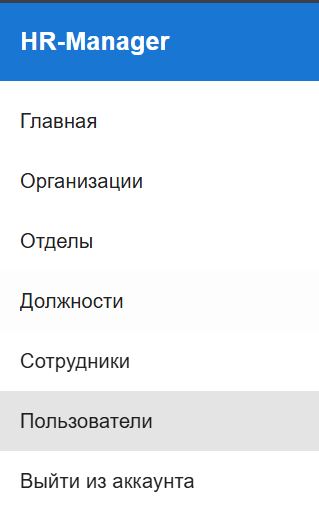 HR-Manager
Главная
Организации
Отделы
Должности
Сотрудники
Пользователи
Выйти из аккаунта